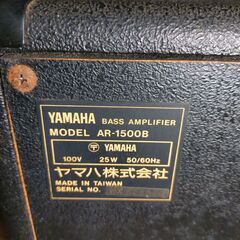 YAMAHA BASS AMPLIFIER
MODEL AR-1500B
〒 YAMAHA
100V 25W 50/60Hz
ヤマハ株式会社
MADE IN TAIWAN
SERIAL NO.